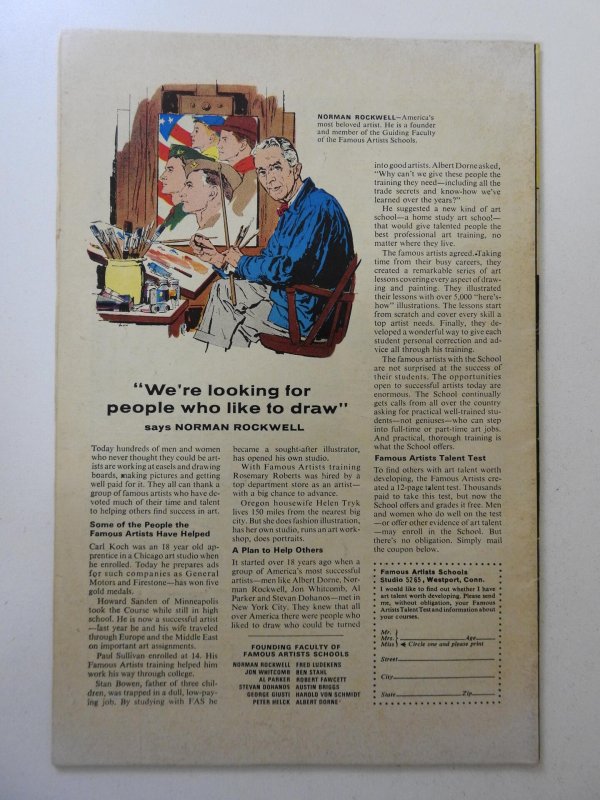 NORMAN ROCKWELL—America's
most beloved artist. He is a founder
and member of the Guiding Faculty
of the Famous Artists Schools.
"We're looking for
people who like to draw"
says NORMAN ROCKWELL
Today hundreds of men and women
who never thought they could be art-
ists are working at easels and drawing
boards, making pictures and getting
well paid for it. They all can thank a
group of famous artists who have de-
voted much of their time and talent
to helping others find success in art.
Some of the People the
Famous Artists Have Helped
Carl Koch was an 18 year old ap-
prentice in a Chicago art studio when
he enrolled. Today he prepares ads
for such companies as General
Motors and Firestone—has won five
gold medals.
Howard Sanden of Minneapolis
took the Course while still in high
school. He is now a successful artist
—last year he and his wife traveled
through Europe and the Middle East
on important art assignments.
Paul Sullivan enrolled at 14. His
Famous Artists training helped him
work his way through college.
Stan Bowen, father of three chil-
dren, was trapped in a dull, low-pay-
ing job. By studying with FAS he
became a sought-after illustrator,
has opened his own studio.
With Famous Artists training
Rosemary Roberts was hired by a
top department store as an artist—
with a big chance to advance.
Oregon housewife Helen Tryk
lives 150 miles from the nearest big
city. But she does fashion illustration,
has her own studio, runs an art work-
shop, does portraits.
A Plan to Help Others
It started over 18 years ago when a
group of America's most successful
artists—men like Albert Dorne, Nor-
man Rockwell, Jon Whitcomb, Al
Parker and Stevan Dohanos—met in
New York City. They knew that all
over America there were people who
liked to draw who could be turned
FOUNDING FACULTY OF
FAMOUS ARTISTS SCHOOLS
NORMAN ROCKWELL FRED LUDEKENS
JON WHITCOMB BEN STAHL
AL PARKER ROBERT FAWCETT
STEVAN DOHANOS AUSTIN BRIGGS
GEORGE GIUSTI HAROLD VON SCHMIDT
PETER HELCK ALBERT DORNE
into good artists. Albert Dorne asked,
"Why can't we give these people the
training they need—including all the
trade secrets and know-how we've
learned over the years?"
He suggested a new kind of art
school—a home study art school—
that would give talented people the
best professional art training, no
matter where they live.
The famous artists agreed. Taking
time from their busy careers, they
created a remarkable series of art
lessons covering every aspect of draw-
ing and painting. They illustrated
their lessons with over 5,000 "here's-
how" illustrations. The lessons start
from scratch and cover every skill a
top artist needs. Finally, they de-
veloped a wonderful way to give each
student personal correction and ad-
vice all through his training.
The famous artists with the School
are not surprised at the success of
their students. The opportunities
open to successful artists today are
enormous. The School continually
gets calls from all over the country
asking for practical well-trained stu-
dents—not geniuses—who can step
into full-time or part-time art jobs.
And practical, thorough training is
what the School offers.
Famous Artists Talent Test
To find others with art talent worth
developing, the Famous Artists cre-
ated a 12-page talent test. Thousands
paid to take this test, but now the
School offers and grades it free. Men
and women who do well on the test
—or offer other evidence of art talent
—may enroll in the School. But
there's no obligation. Simply mail
the coupon below.
Famous Artists Schools
Studio 5265, Westport, Conn.
I would like to find out whether I have
art talent worth developing. Please send
me, without obligation, your Famous
Artists Talent Test and information about
your courses.
Mr.
Mrs. Age
Miss Circle one and please print
Street
City
State Zip